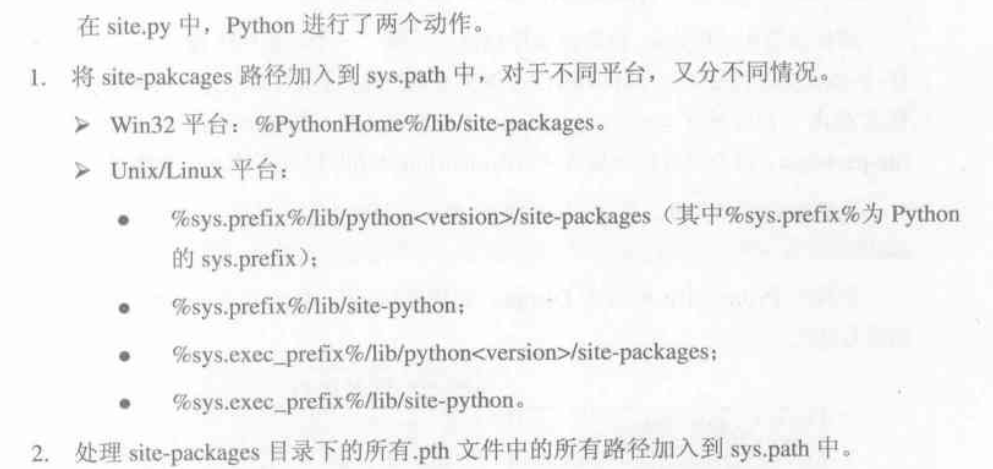 在 site.py 中，Python 进行了两个动作。
1. 将 site-pakcages 路径加入到 sys.path 中，对于不同平台，又分不同情况。
➢ Win32 平台：%PythonHome%/lib/site-packages。
➢ Unix/Linux 平台：
● %sys.prefix%/lib/python<version>/site-packages（其中%sys.prefix%为 Python
的 sys.prefix）；
● %sys.prefix%/lib/site-python；
● %sys.exec_prefix%/lib/python<version>/site-packages；
● %sys.exec_prefix%/lib/site-python。
2. 处理 site-packages 目录下的所有.pth 文件中的所有路径加入到 sys.path 中。